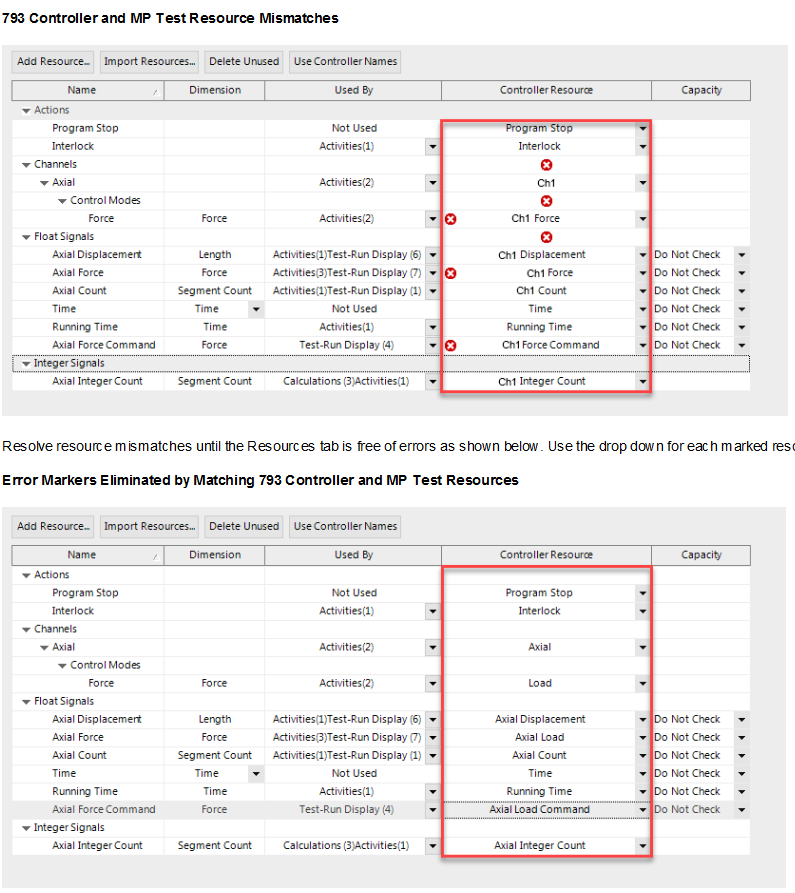 793 Controller and MP Test Resource Mismatches
Add Resource... Import Resources... Delete Unused Use Controller Names
Name Dimension Used By Controller Resource Capacity
Actions
Program Stop Not Used Program Stop
Interlock Activities(1) Interlock
Channels
Axial Activities(2) Ch1
Control Modes
Force Force Activities(2) Ch1 Force
Float Signals
Axial Displacement Length Activities(1)Test-Run Display (6) Ch1 Displacement Do Not Check
Axial Force Force Activities(3)Test-Run Display (7) Ch1 Force Do Not Check
Axial Count Segment Count Activities(1)Test-Run Display (1) Ch1 Count Do Not Check
Time Time Not Used Time Do Not Check
Running Time Time Activities(1) Running Time Do Not Check
Axial Force Command Force Test-Run Display (4) Ch1 Force Command Do Not Check
Integer Signals
Axial Integer Count Segment Count Calculations (3)Activities(1) Ch1 Integer Count
Resolve resource mismatches until the Resources tab is free of errors as shown below. Use the drop down for each marked
Error Markers Eliminated by Matching 793 Controller and MP Test Resources
Add Resource... Import Resources... Delete Unused Use Controller Names
Name Dimension Used By Controller Resource Capacity
Actions
Program Stop Not Used Program Stop
Interlock Activities(1) Interlock
Channels
Axial Activities(2) Axial
Control Modes
Force Force Activities(2) Load
Float Signals
Axial Displacement Length Activities(1)Test-Run Display (6) Axial Displacement Do Not Check
Axial Force Force Activities(3)Test-Run Display (7) Axial Load Do Not Check
Axial Count Segment Count Activities(1)Test-Run Display (1) Axial Count Do Not Check
Time Time Not Used Time Do Not Check
Running Time Time Activities(1) Running Time Do Not Check
Axial Force Command Force Test-Run Display (4) Axial Load Command Do Not Check
Integer Signals
Axial Integer Count Segment Count Calculations (3)Activities(1) Axial Integer Count